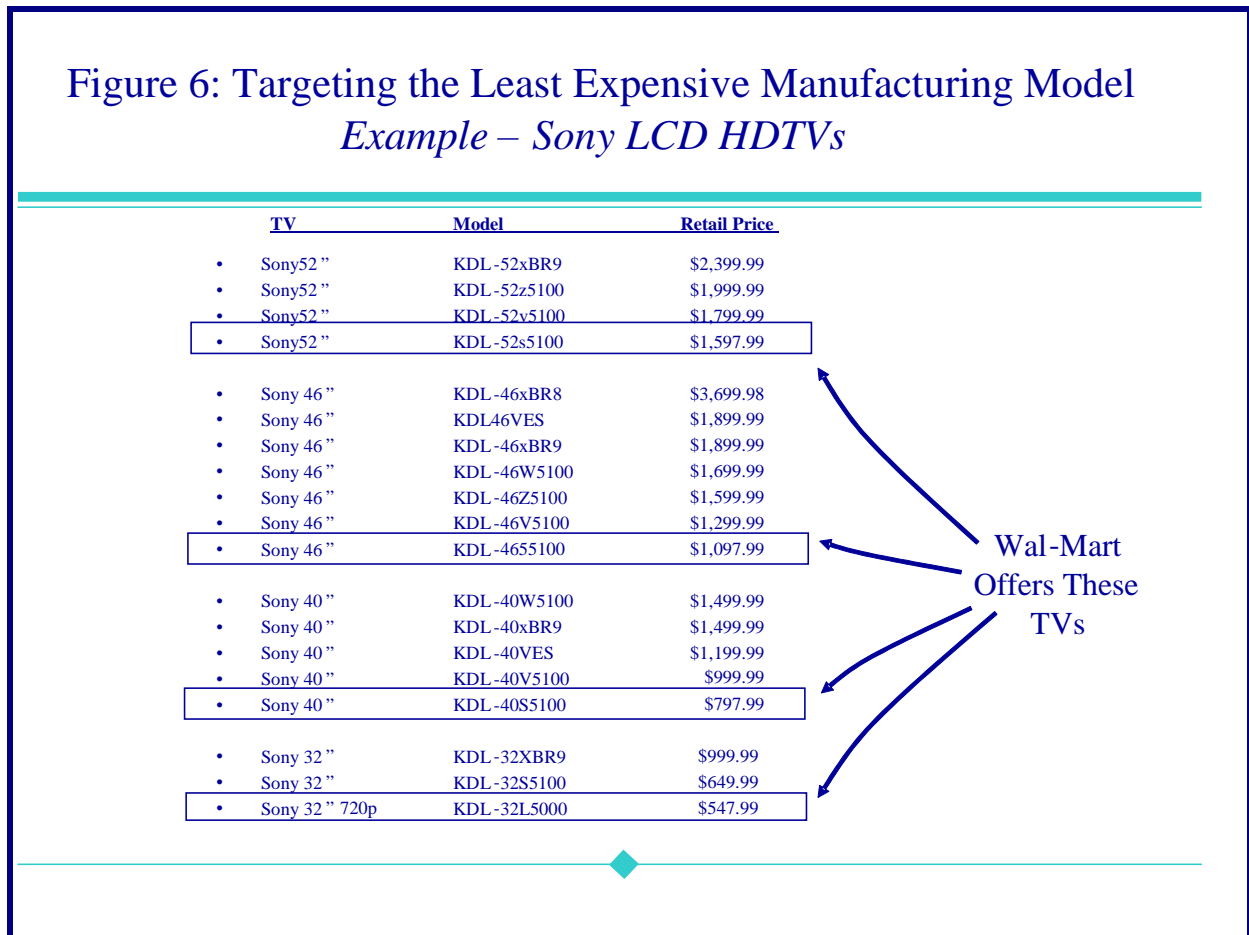 Figure 6: Targeting the Least Expensive Manufacturing Model
Example – Sony LCD HDTVs
TV Model Retail Price
• Sony52” KDL-52xBR9 $2,399.99
• Sony52” KDL-52z5100 $1,999.99
• Sony52” KDL-52v5100 $1,799.99
• Sony52” KDL-52s5100 $1,597.99
• Sony 46” KDL-46xBR8 $3,699.98
• Sony 46” KDL46VES $1,899.99
• Sony 46” KDL-46xBR9 $1,899.99
• Sony 46” KDL-46W5100 $1,699.99
• Sony 46” KDL-46Z5100 $1,599.99
• Sony 46” KDL-46V5100 $1,299.99
• Sony 46” KDL-4655100 $1,097.99
• Sony 40” KDL-40W5100 $1,499.99
• Sony 40” KDL-40xBR9 $1,499.99
• Sony 40” KDL-40VES $1,199.99
• Sony 40” KDL-40V5100 $999.99
• Sony 40” KDL-40S5100 $797.99
• Sony 32” KDL-32XBR9 $999.99
• Sony 32” KDL-32S5100 $649.99
• Sony 32” 720p KDL-32L5000 $547.99
Wal-Mart
Offers These
TVs